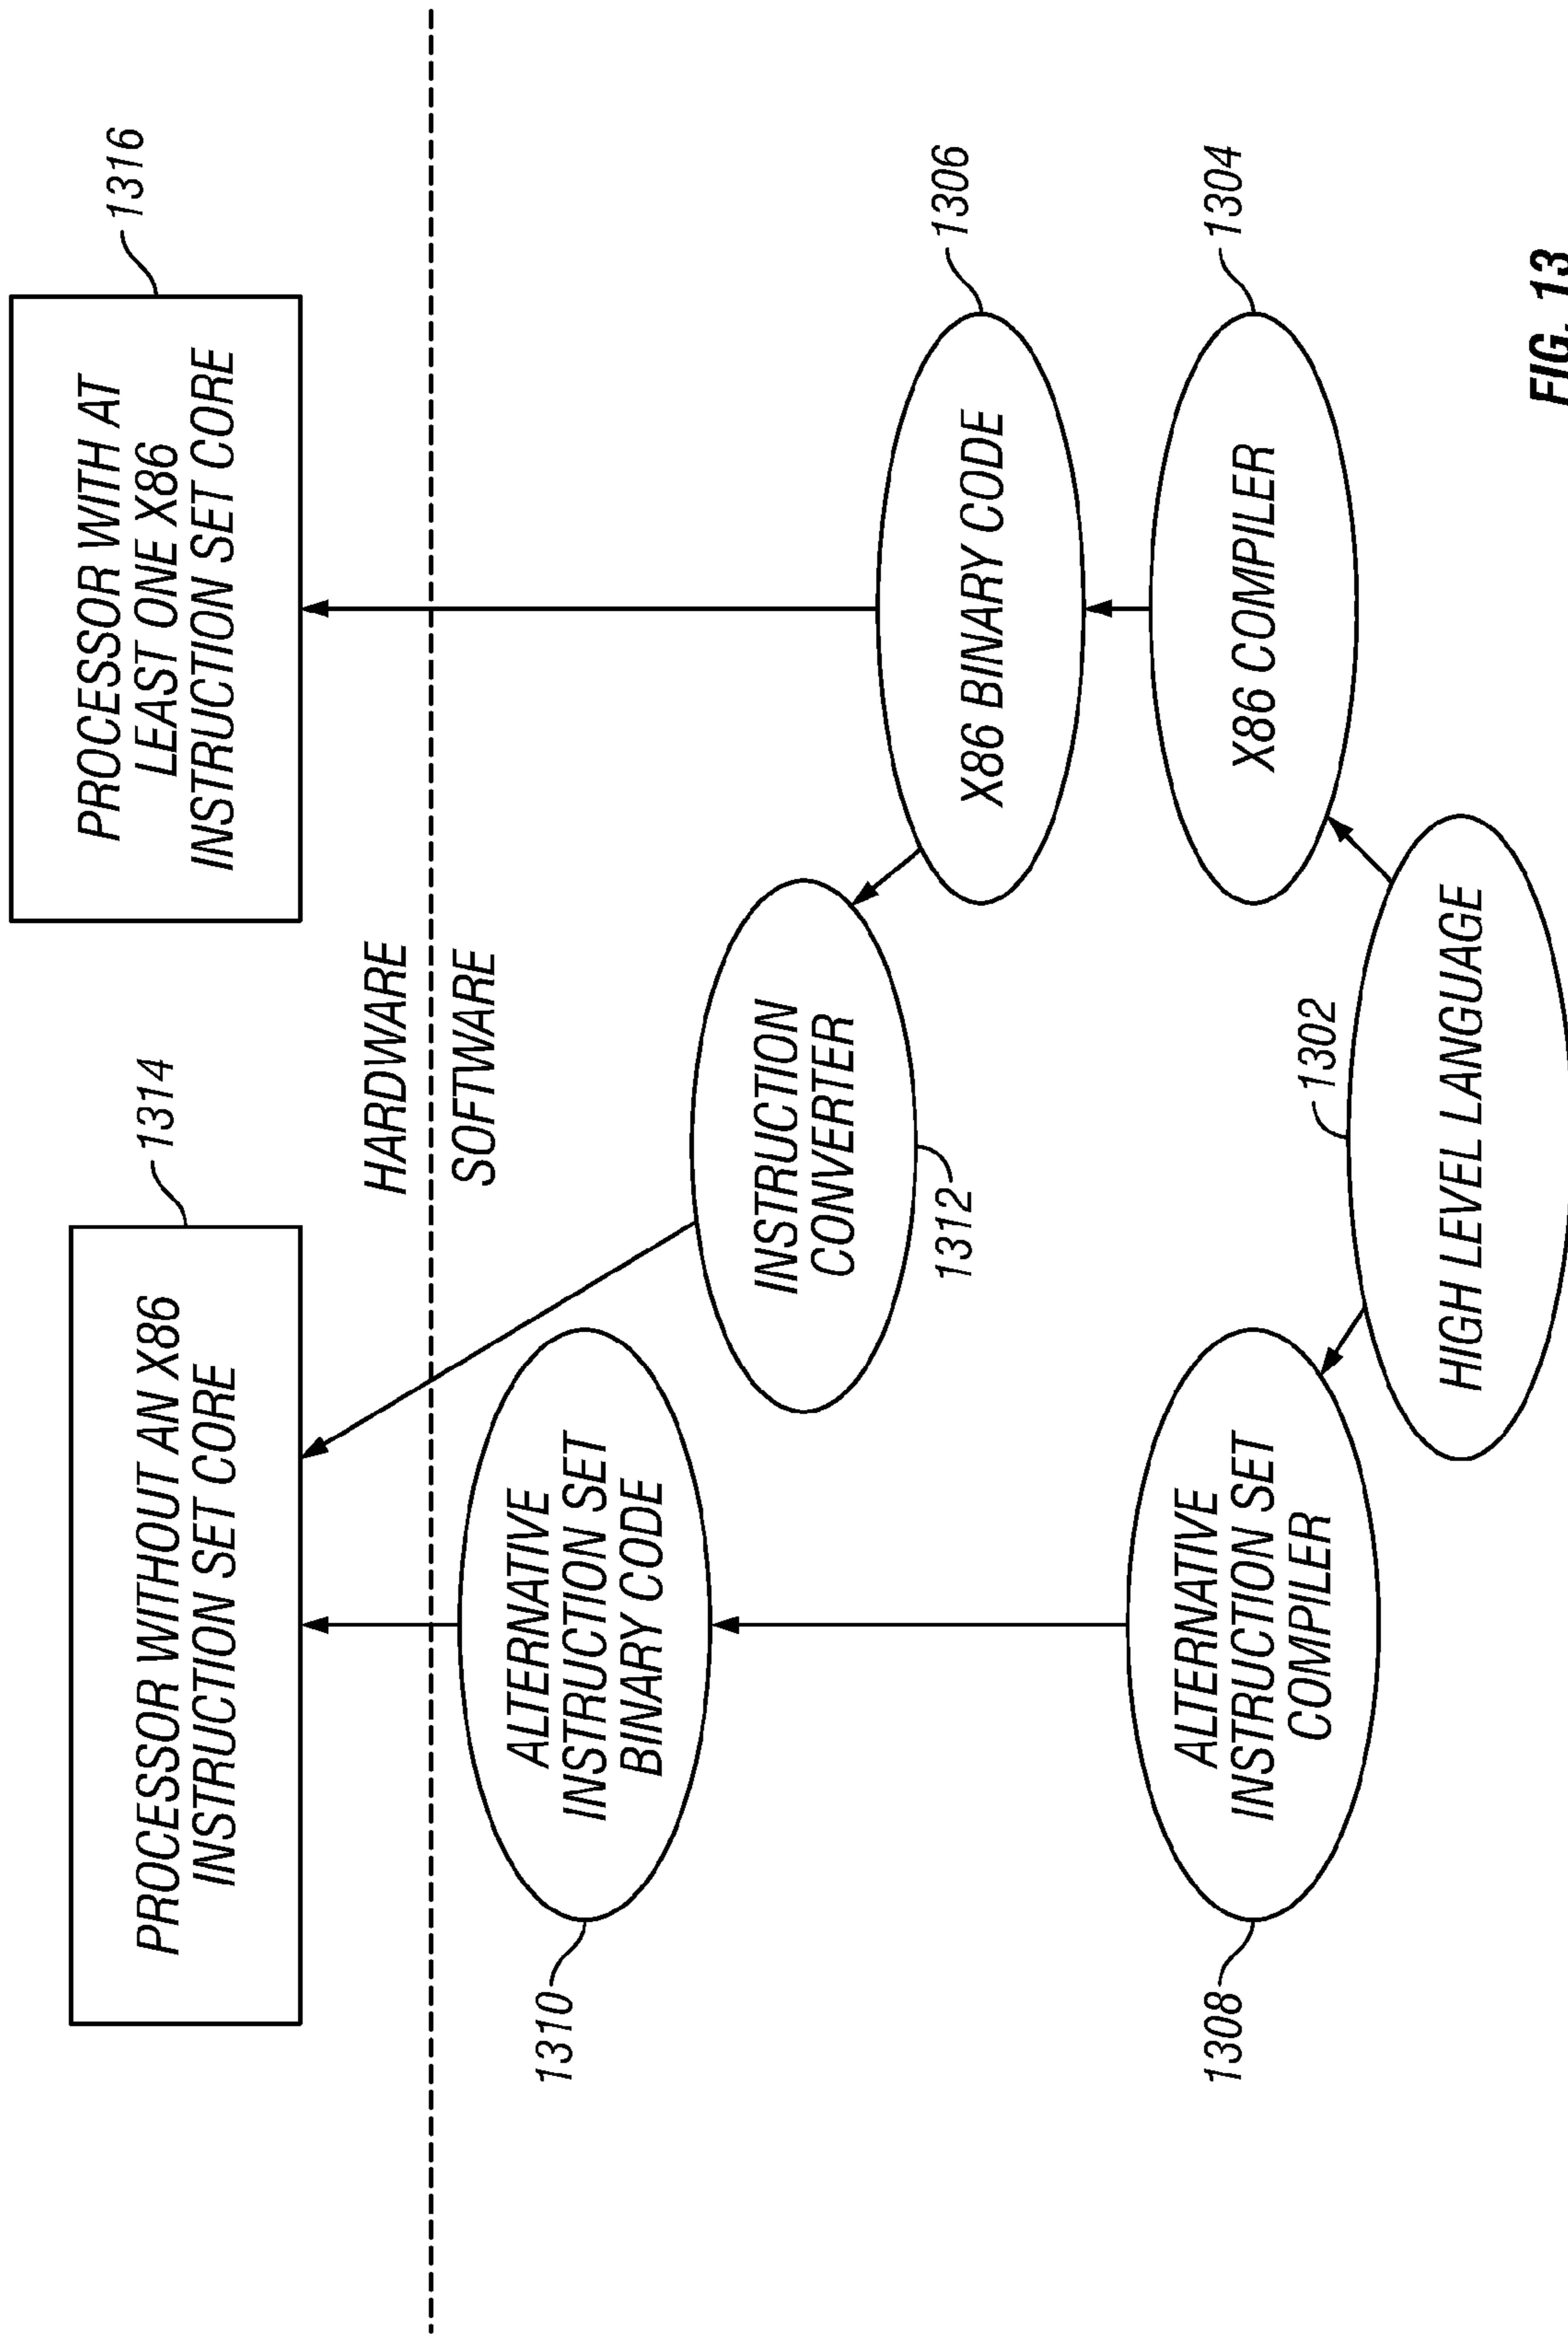 PROCESSOR WITHOUT AN X86
INSTRUCTION SET CORE
1314
PROCESSOR WITH AT
LEAST ONE X86
INSTRUCTION SET CORE
1316
HARDWARE
SOFTWARE
1310
ALTERNATIVE
INSTRUCTION SET
BINARY CODE
INSTRUCTION
CONVERTER
1312
X86 BINARY CODE
1306
1308
ALTERNATIVE
INSTRUCTION SET
COMPILER
X86 COMPILER
1304
1302
HIGH LEVEL LANGUAGE
FIG. 13